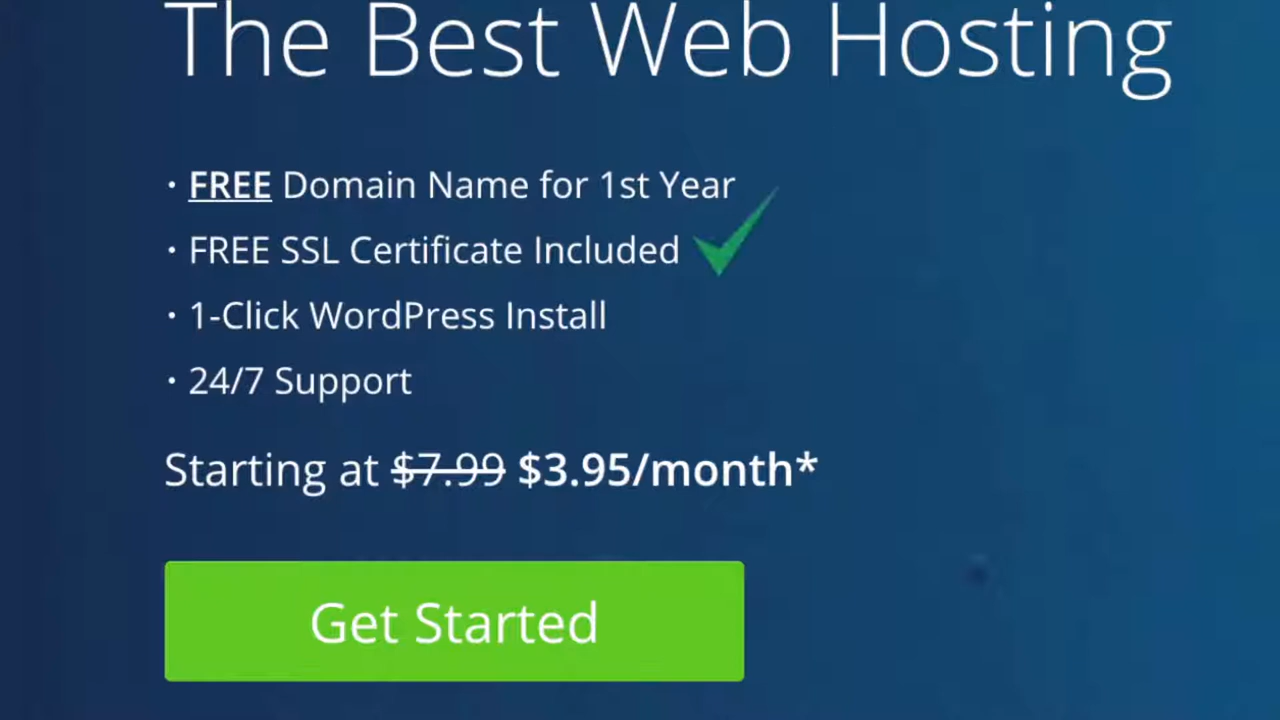 The Best Web Hosting
· FREE Domain Name for 1st Year
· FREE SSL Certificate Included
· 1-Click WordPress Install
· 24/7 Support
Starting at $7.99 $3.95/month*
Get Started